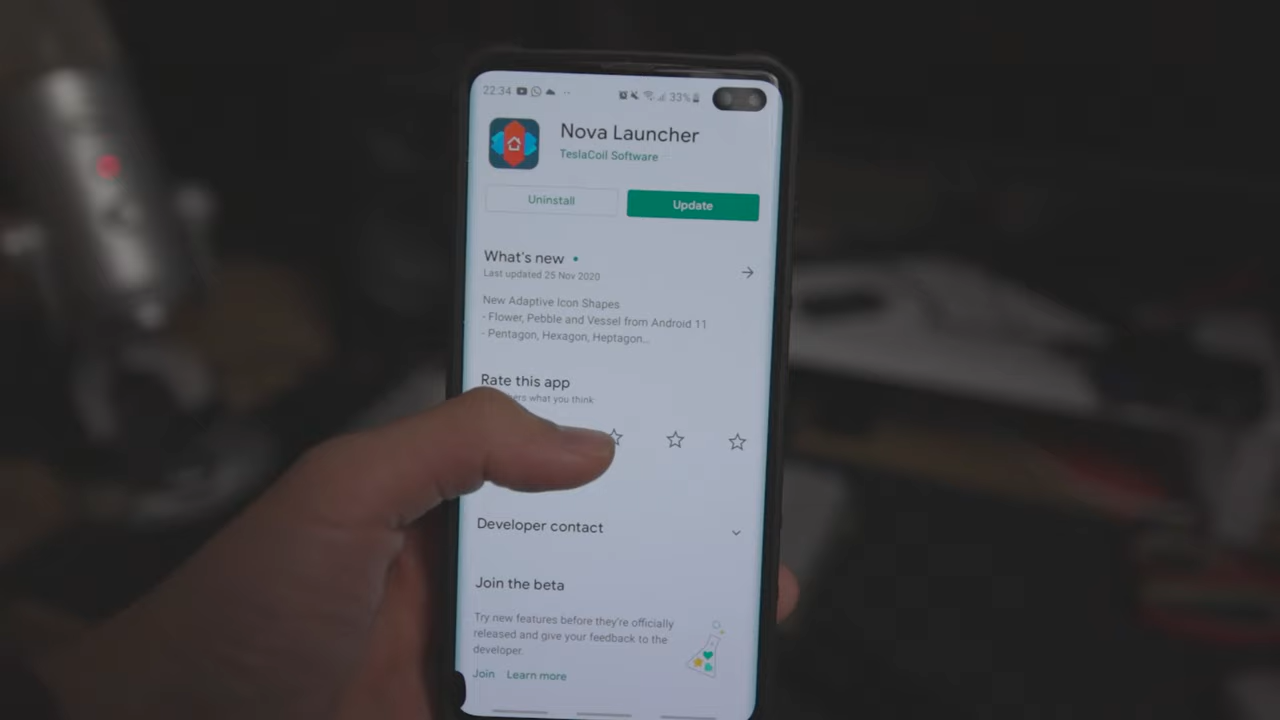 22:34
33%
Nova Launcher
TeslaCoil Software
Uninstall
Update
What's new
Last updated 25 Nov 2020
New Adaptive Icon Shapes
- Flower, Pebble and Vessel from Android 11
- Pentagon, Hexagon, Heptagon...
Rate this app
what you think
Developer contact
Join the beta
Try new features before they're officially
released and give your feedback to the
developer.
Join Learn more